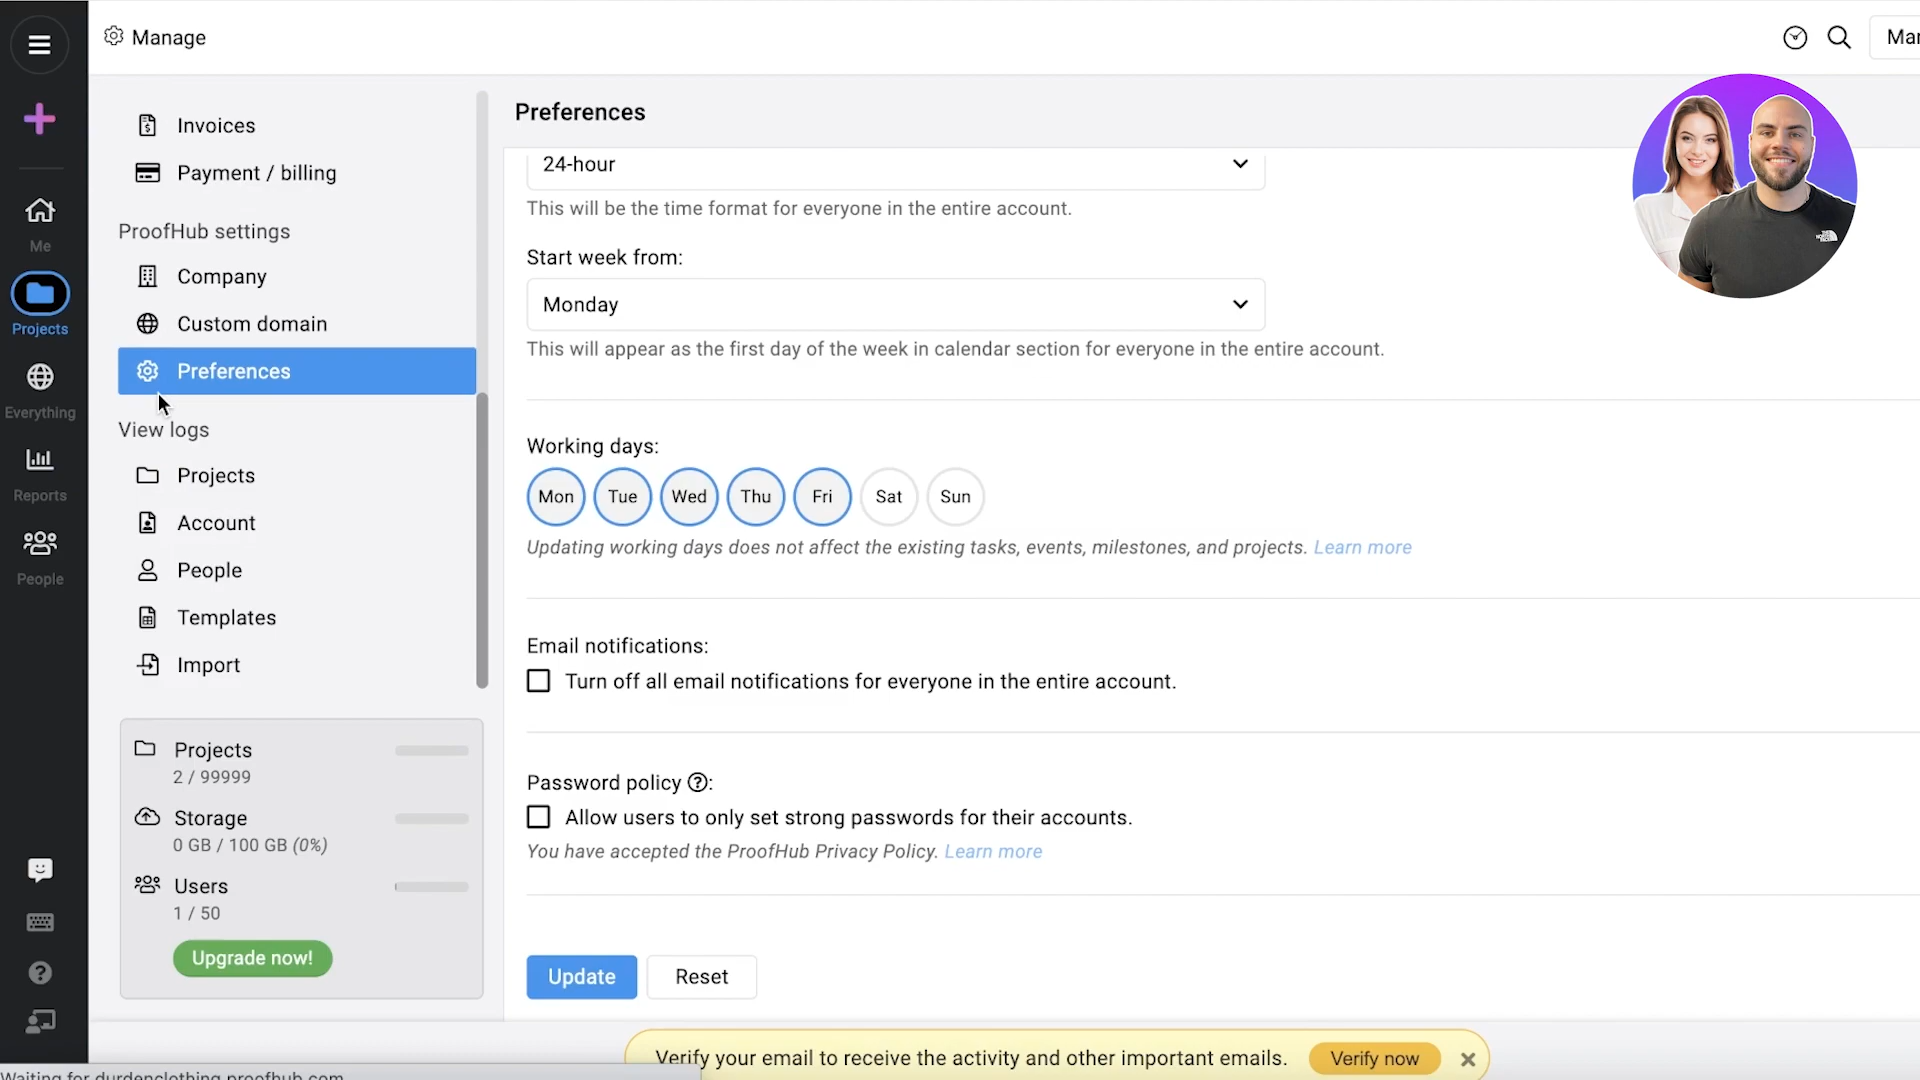 Manage
Mar
Me
Projects
Everything
Reports
People
Invoices
Payment / billing
ProofHub settings
Company
Custom domain
Preferences
View logs
Projects
Account
People
Templates
Import
Projects
2 / 99999
Storage
0 GB / 100 GB (0%)
Users
1 / 50
Upgrade now!
Preferences
24-hour
This will be the time format for everyone in the entire account.
Start week from:
Monday
This will appear as the first day of the week in calendar section for everyone in the entire account.
Working days:
Mon Tue Wed Thu Fri Sat Sun
Updating working days does not affect the existing tasks, events, milestones, and projects. Learn more
Email notifications:
Turn off all email notifications for everyone in the entire account.
Password policy ?:
Allow users to only set strong passwords for their accounts.
You have accepted the ProofHub Privacy Policy. Learn more
Update Reset
Verify your email to receive the activity and other important emails. Verify now
Waiting for durdenclothing.proofhub.com